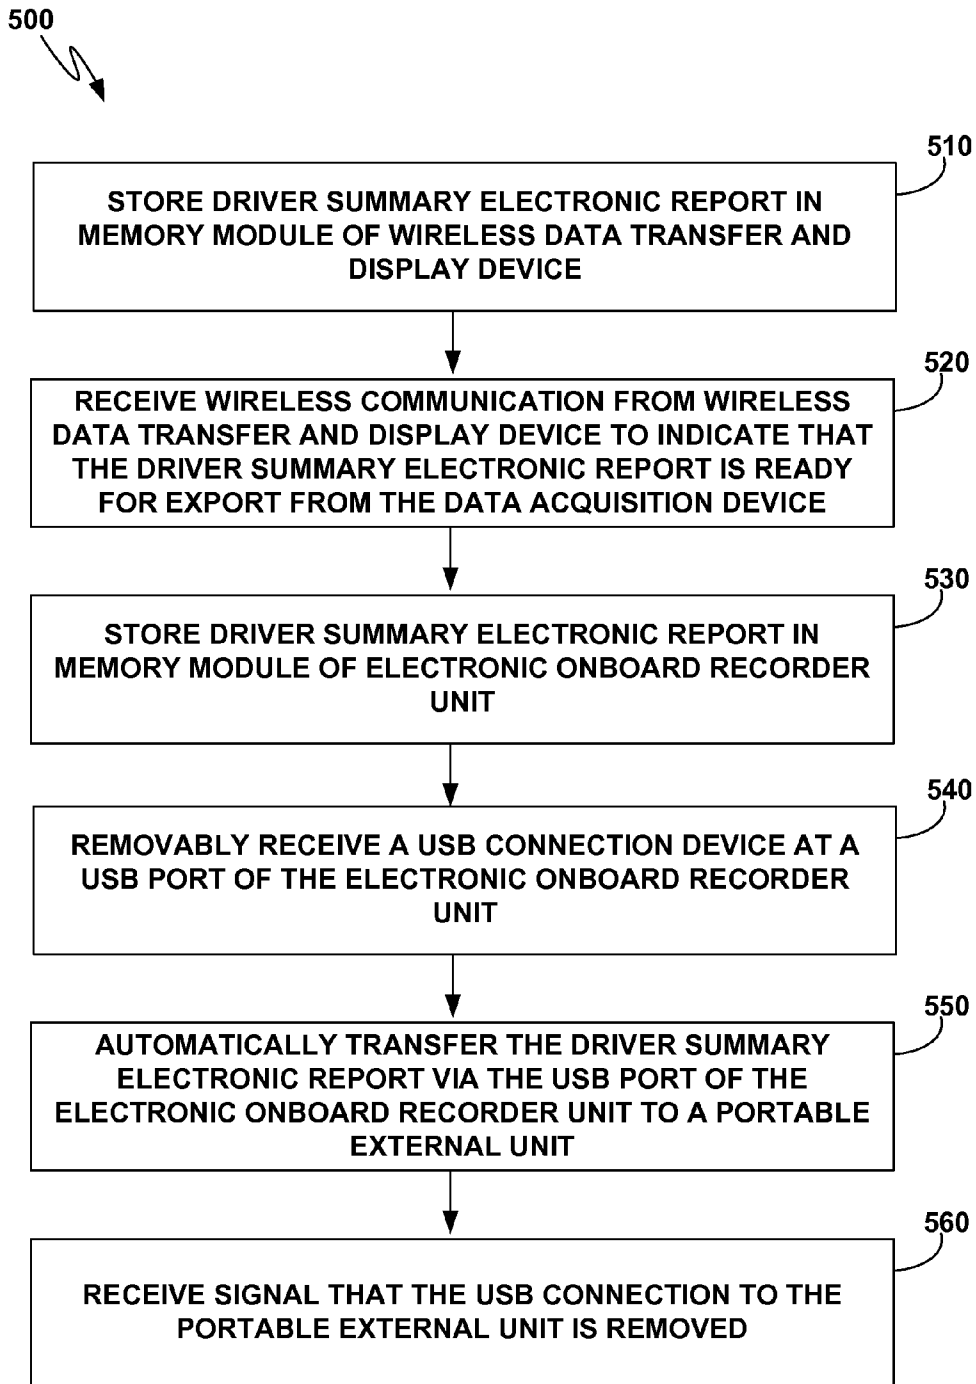 500
510
STORE DRIVER SUMMARY ELECTRONIC REPORT IN
MEMORY MODULE OF WIRELESS DATA TRANSFER AND
DISPLAY DEVICE
520
RECEIVE WIRELESS COMMUNICATION FROM WIRELESS
DATA TRANSFER AND DISPLAY DEVICE TO INDICATE THAT
THE DRIVER SUMMARY ELECTRONIC REPORT IS READY
FOR EXPORT FROM THE DATA ACQUISITION DEVICE
530
STORE DRIVER SUMMARY ELECTRONIC REPORT IN
MEMORY MODULE OF ELECTRONIC ONBOARD RECORDER
UNIT
540
REMOVABLY RECEIVE A USB CONNECTION DEVICE AT A
USB PORT OF THE ELECTRONIC ONBOARD RECORDER
UNIT
550
AUTOMATICALLY TRANSFER THE DRIVER SUMMARY
ELECTRONIC REPORT VIA THE USB PORT OF THE
ELECTRONIC ONBOARD RECORDER UNIT TO A PORTABLE
EXTERNAL UNIT
560
RECEIVE SIGNAL THAT THE USB CONNECTION TO THE
PORTABLE EXTERNAL UNIT IS REMOVED